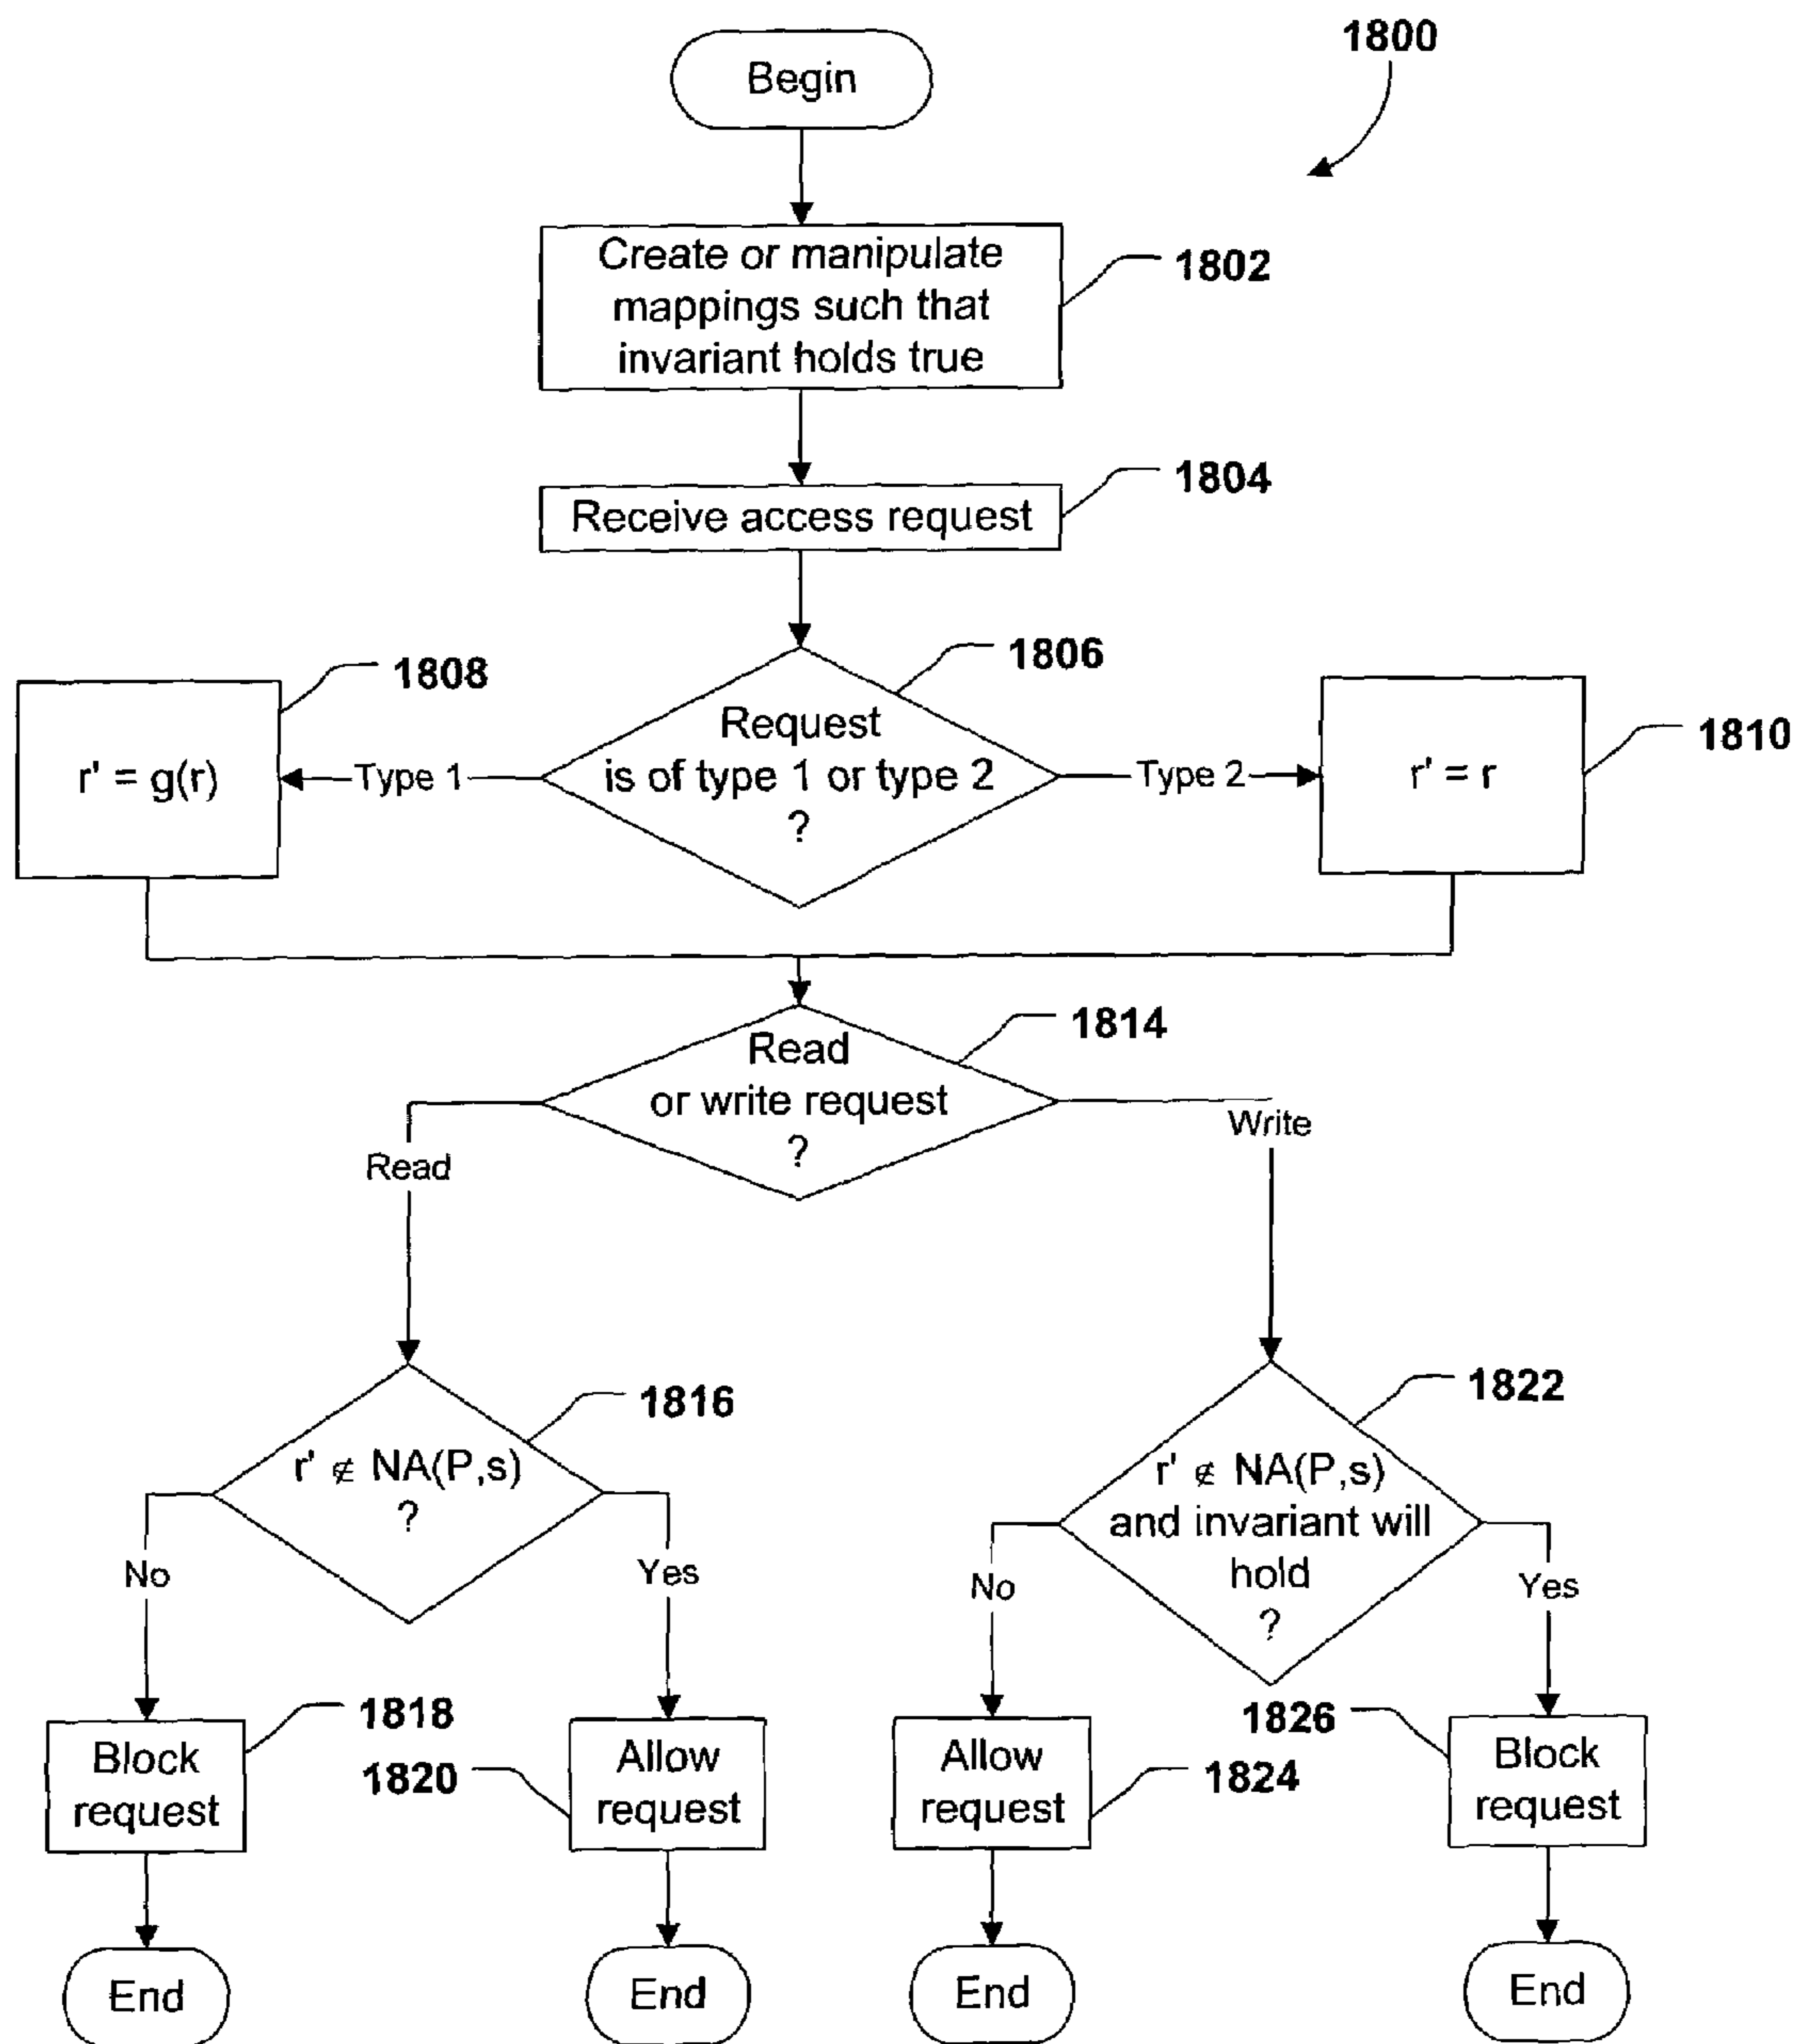 1800
Begin
Create or manipulate
mappings such that
invariant holds true
1802
Receive access request
1804
1806
Request
is of type 1 or type 2
?
1808
r' = g(r)
Type 1
Type 2
r' = r
1810
1814
Read
or write request
?
Read
Write
1816
r' ∉ NA(P,s)
?
No
Yes
1822
r' ∉ NA(P,s)
and invariant will
hold
?
No
Yes
Block
request
1818
1820
Allow
request
Allow
request
1824
1826
Block
request
End
End
End
End